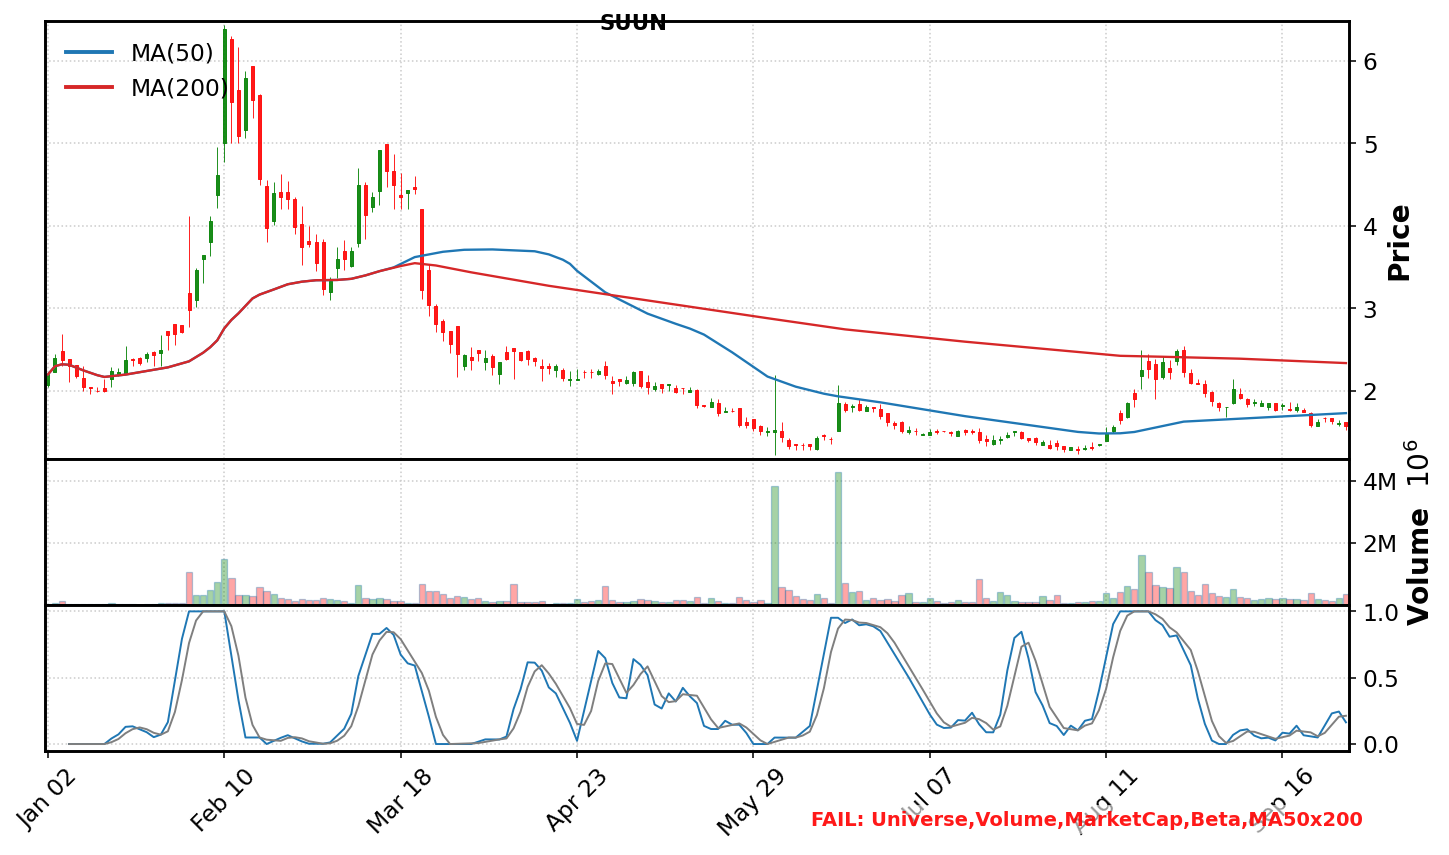 SUUN
MA(50)
MA(200)
6
5
4
3
2
Price
4M
2M
Volume 10^6
1.0
0.5
0.0
Jan 02
Feb 10
Mar 18
Apr 23
May 29
Jul 07
Aug 11
Sep 16
FAIL: Universe,Volume,MarketCap,Beta,MA50x200